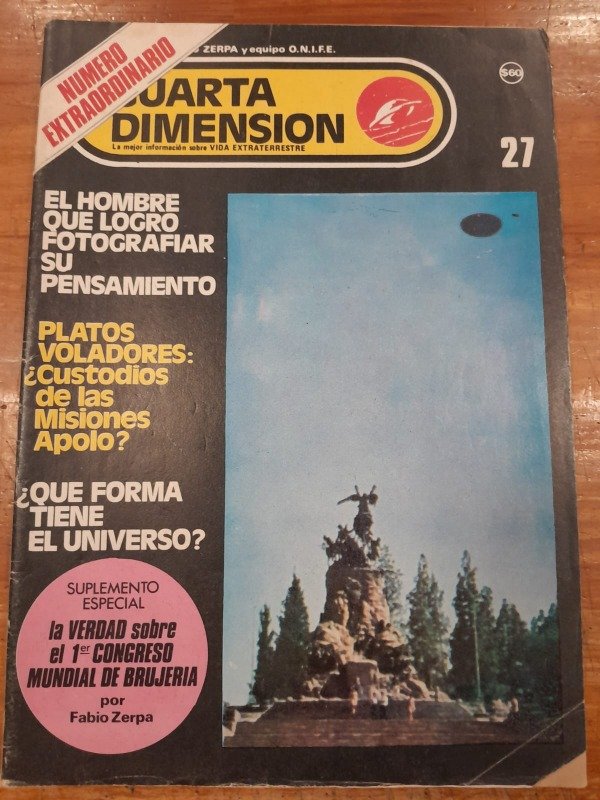 NUMERO
EXTRAORDINARIO
ZERPA y equipo O.N.I.F.E.
$60
CUARTA
DIMENSION
La mejor información sobre VIDA EXTRATERRESTRE
27
EL HOMBRE
QUE LOGRO
FOTOGRAFIAR
SU
PENSAMIENTO
PLATOS
VOLADORES:
¿Custodios
de las
Misiones
Apolo?
¿QUE FORMA
TIENE
EL UNIVERSO?
SUPLEMENTO
ESPECIAL
la VERDAD sobre
el 1er CONGRESO
MUNDIAL DE BRUJERIA
por
Fabio Zerpa